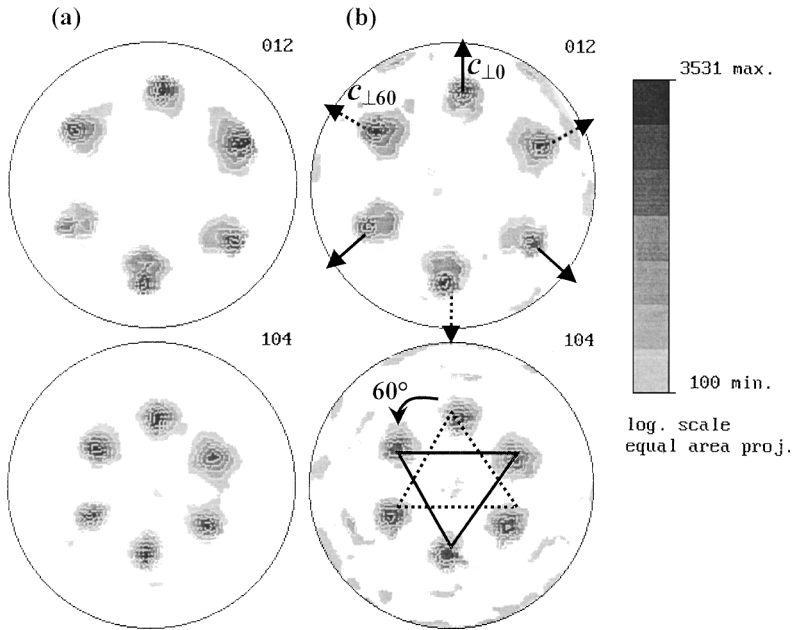 (a)
(b)
012
012
c⊥0
c⊥60
3531 max.
104
104
60°
100 min.
log. scale
equal area proj.